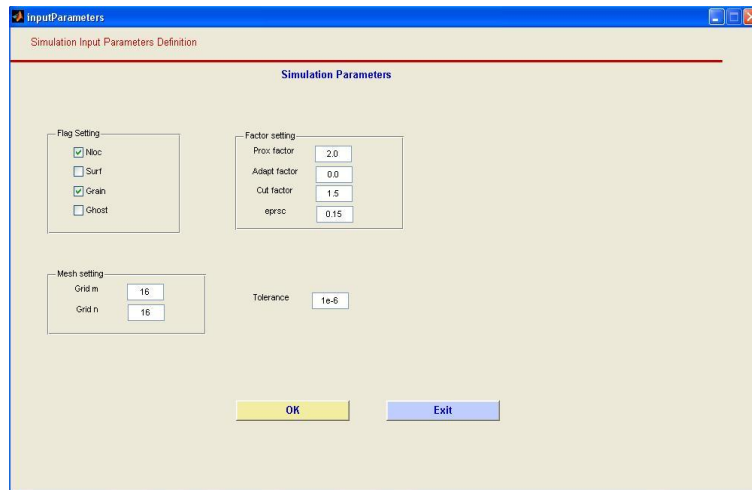 inputParameters
Simulation Input Parameters Definition
Simulation Parameters
Flag Setting
Nloc
Surf
Grain
Ghost
Factor setting
Prox factor 2.0
Adapt factor 0.0
Cut factor 1.5
eprsc 0.15
Mesh setting
Grid m 16
Grid n 16
Tolerance 1e-6
OK Exit